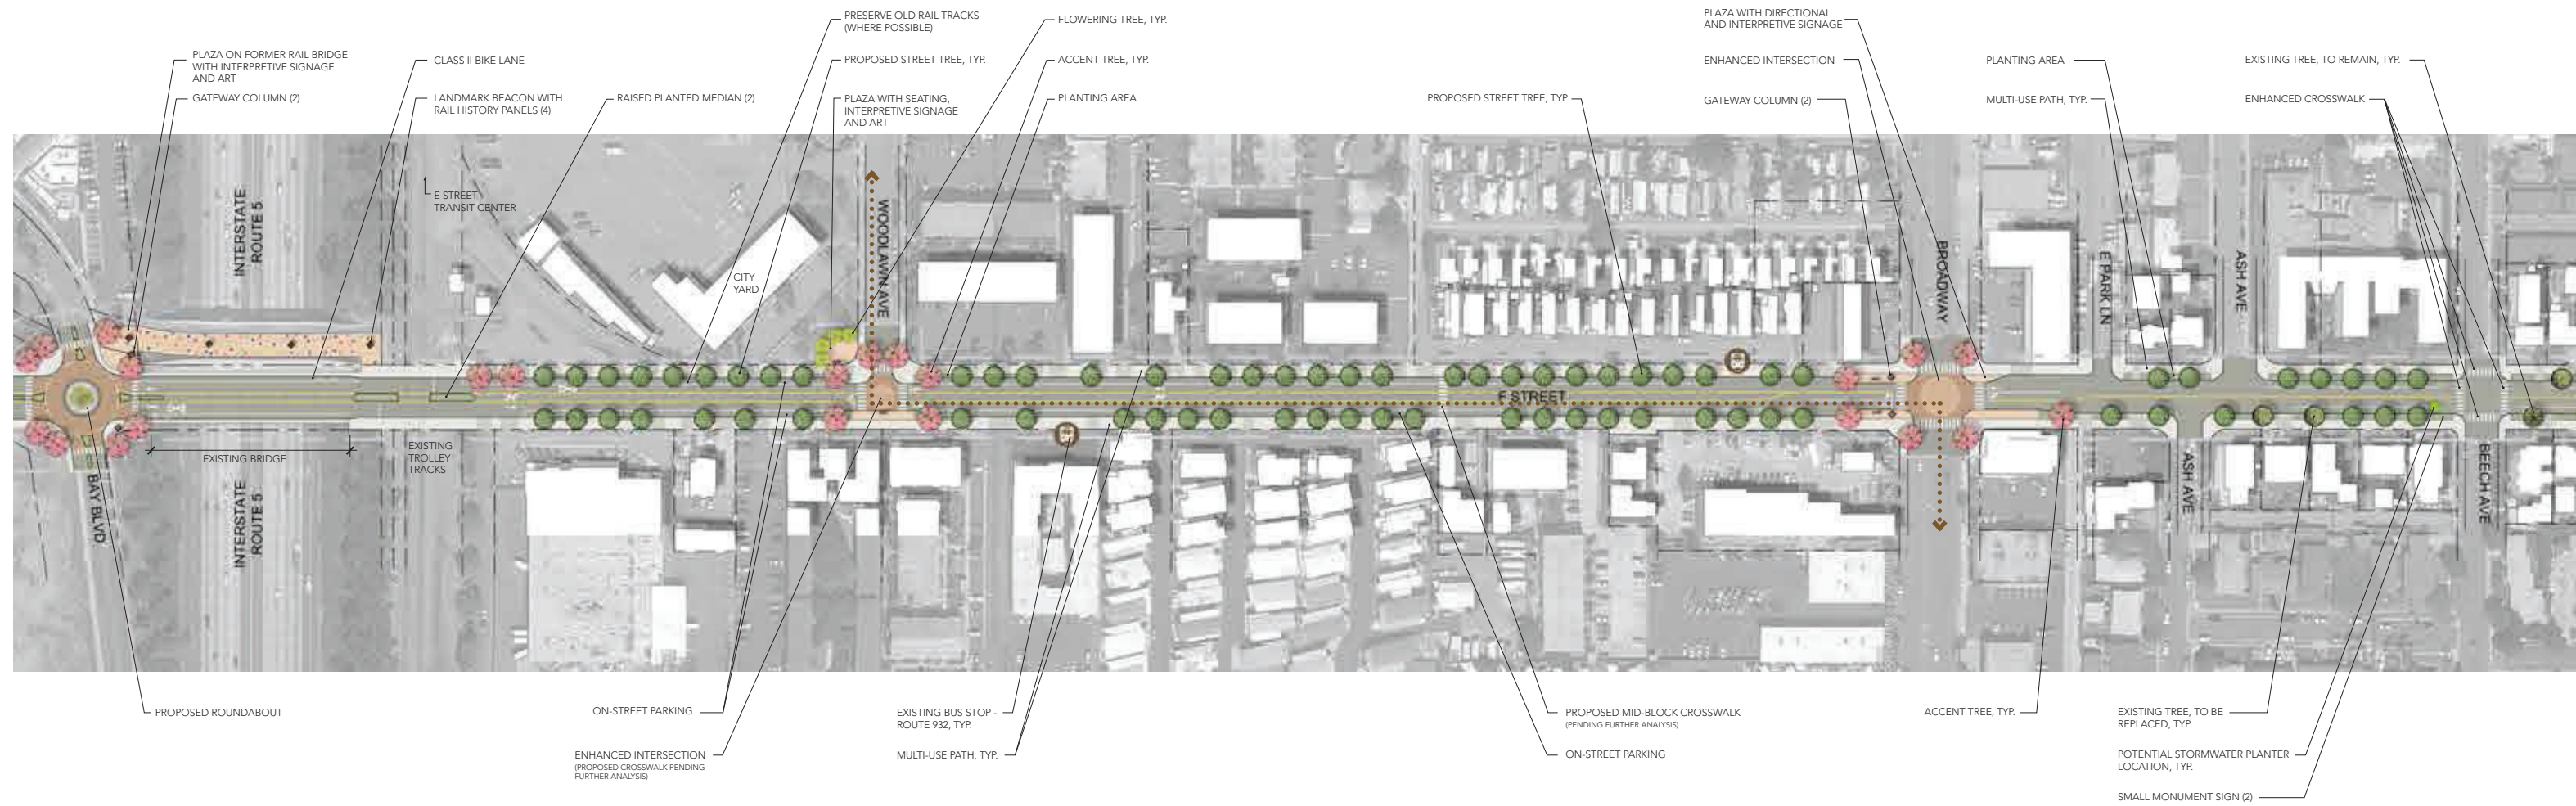 PLAZA ON FORMER RAIL BRIDGE
WITH INTERPRETIVE SIGNAGE
AND ART
GATEWAY COLUMN (2)
CLASS II BIKE LANE
LANDMARK BEACON WITH
RAIL HISTORY PANELS (4)
RAISED PLANTED MEDIAN (2)
PRESERVE OLD RAIL TRACKS
(WHERE POSSIBLE)
PROPOSED STREET TREE, TYP.
PLAZA WITH SEATING,
INTERPRETIVE SIGNAGE
AND ART
FLOWERING TREE, TYP.
ACCENT TREE, TYP.
PLANTING AREA
PROPOSED STREET TREE, TYP.
PLAZA WITH DIRECTIONAL
AND INTERPRETIVE SIGNAGE
ENHANCED INTERSECTION
GATEWAY COLUMN (2)
PLANTING AREA
MULTI-USE PATH, TYP.
EXISTING TREE, TO REMAIN, TYP.
ENHANCED CROSSWALK
INTERSTATE
ROUTE 5
E STREET
TRANSIT CENTER
CITY
YARD
WOODLAWN AVE
BROADWAY
E PARK LN
ASH AVE
F STREET
EXISTING BRIDGE
EXISTING
TROLLEY
TRACKS
BAY BLVD.
INTERSTATE
ROUTE 5
ASH AVE
BEECH AVE
PROPOSED ROUNDABOUT
ON-STREET PARKING
ENHANCED INTERSECTION
(PROPOSED CROSSWALK PENDING
FURTHER ANALYSIS)
EXISTING BUS STOP -
ROUTE 932, TYP.
MULTI-USE PATH, TYP.
PROPOSED MID-BLOCK CROSSWALK
(PENDING FURTHER ANALYSIS)
ON-STREET PARKING
ACCENT TREE, TYP.
EXISTING TREE, TO BE
REPLACED, TYP.
POTENTIAL STORMWATER PLANTER
LOCATION, TYP.
SMALL MONUMENT SIGN (2)